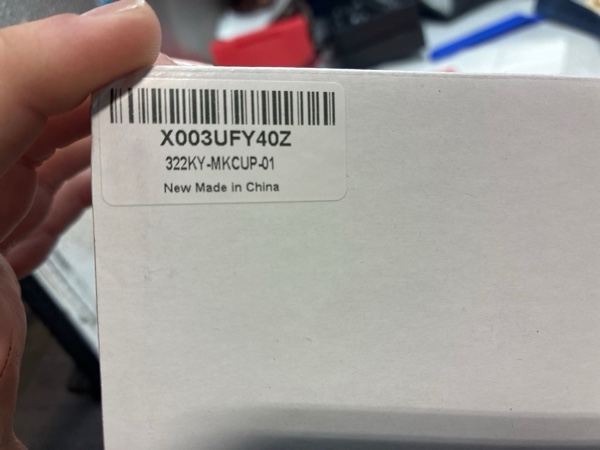 X003UFY40Z
322KY-MKCUP-01
New Made in China